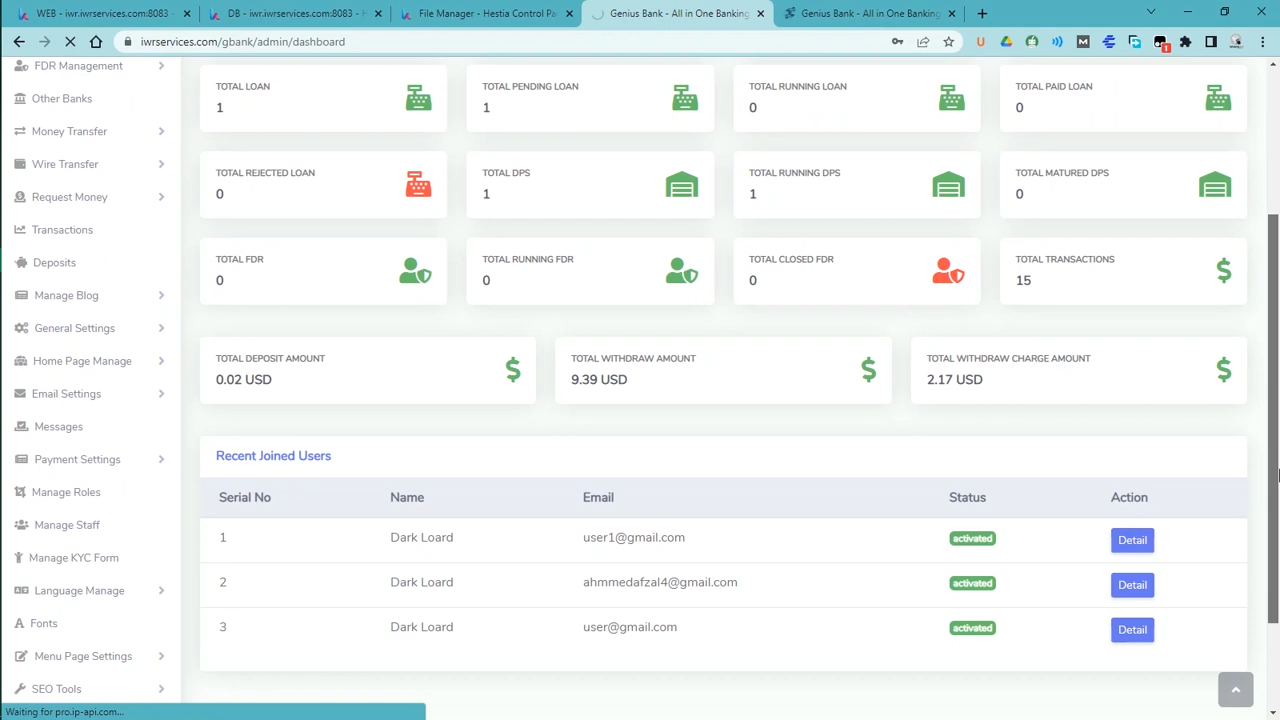 WEB - iwr.iwrservices.com:8083 -
DB - iwr.iwrservices.com:8083 - H
File Manager - Hestia Control Pa
Genius Bank - All in One Banking
Genius Bank - All in One Banking
iwrservices.com/gbank/admin/dashboard
FDR Management
Other Banks
Money Transfer
Wire Transfer
Request Money
Transactions
Deposits
Manage Blog
General Settings
Home Page Manage
Email Settings
Messages
Payment Settings
Manage Roles
Manage Staff
Manage KYC Form
Language Manage
Fonts
Menu Page Settings
SEO Tools
TOTAL LOAN
1
TOTAL PENDING LOAN
1
TOTAL RUNNING LOAN
0
TOTAL PAID LOAN
0
TOTAL REJECTED LOAN
0
TOTAL DPS
1
TOTAL RUNNING DPS
1
TOTAL MATURED DPS
0
TOTAL FDR
0
TOTAL RUNNING FDR
0
TOTAL CLOSED FDR
0
TOTAL TRANSACTIONS
15
TOTAL DEPOSIT AMOUNT
0.02 USD
TOTAL WITHDRAW AMOUNT
9.39 USD
TOTAL WITHDRAW CHARGE AMOUNT
2.17 USD
Recent Joined Users
Serial No Name Email Status Action
1 Dark Loard user1@gmail.com activated Detail
2 Dark Loard ahmmedafzal4@gmail.com activated Detail
3 Dark Loard user@gmail.com activated Detail
Waiting for pro.ip-api.com...